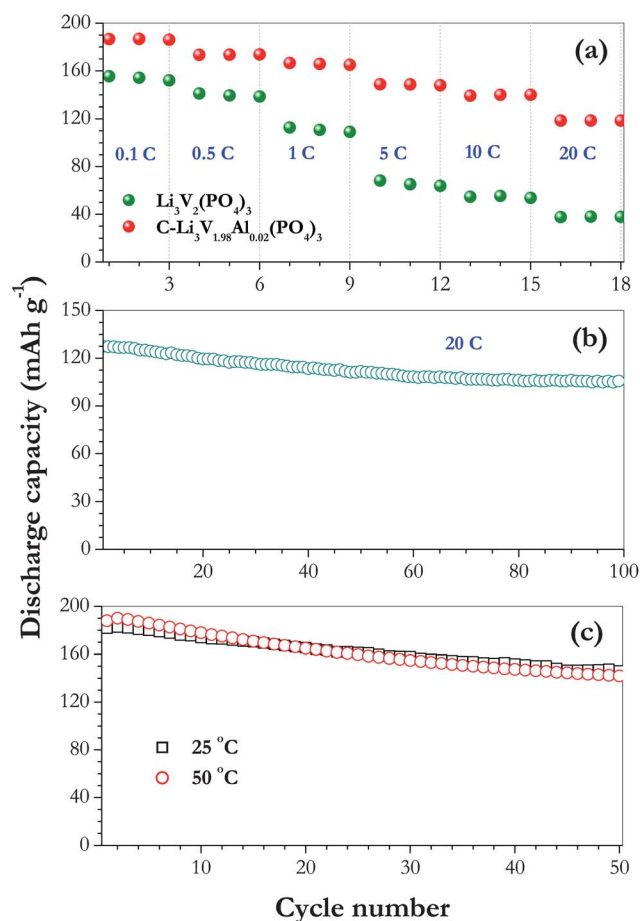 Discharge capacity (mAh g⁻¹)
200
160
120
80
40
0
(a)
0.1 C 0.5 C 1 C 5 C 10 C 20 C
Li₃V₂(PO₄)₃
C-Li₃V₁.₉₈Al₀.₀₂(PO₄)₃
3 6 9 12 15 18
150
120
90
60
30
0
20 C
(b)
20 40 60 80 100
200
160
120
80
40
0
(c)
25 °C
50 °C
10 20 30 40 50
Cycle number